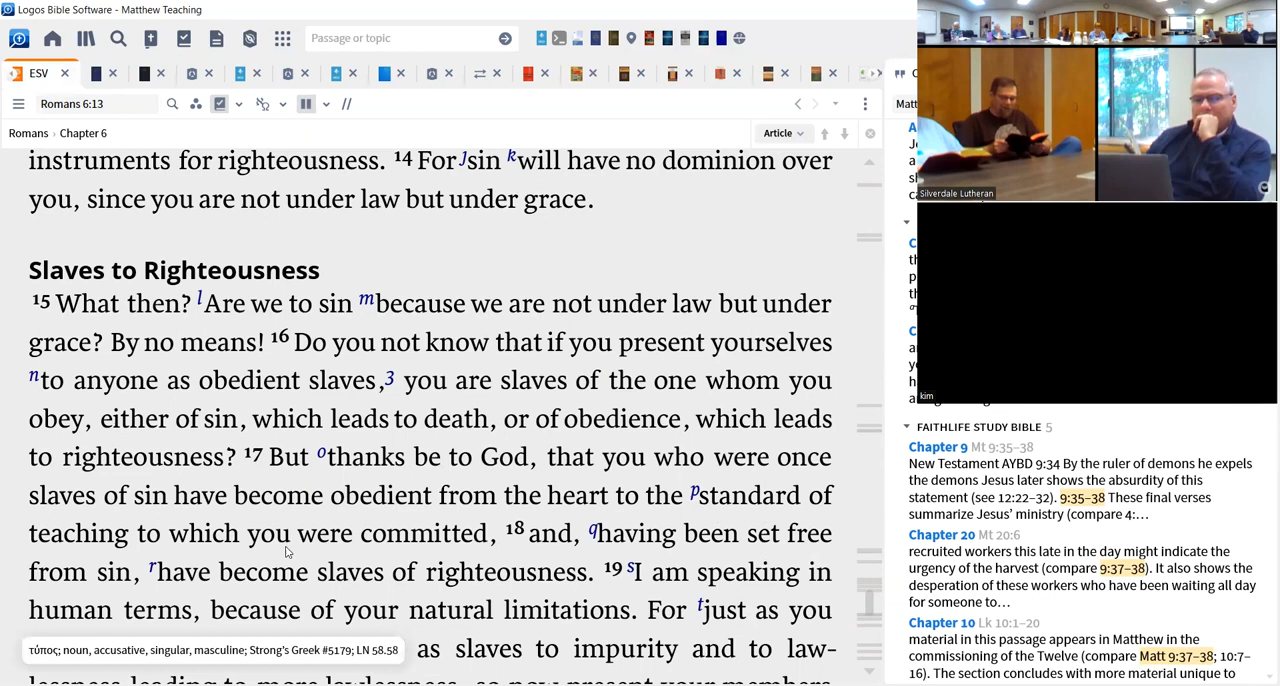 Logos Bible Software - Matthew Teaching
Passage or topic
ESV
Romans 6:13
Romans › Chapter 6
Article
instruments for righteousness. 14 For j sin k will have no dominion over
you, since you are not under law but under grace.
Slaves to Righteousness
15 What then? l Are we to sin m because we are not under law but under
grace? By no means! 16 Do you not know that if you present yourselves
n to anyone as obedient slaves,3 you are slaves of the one whom you
obey, either of sin, which leads to death, or of obedience, which leads
to righteousness? 17 But o thanks be to God, that you who were once
slaves of sin have become obedient from the heart to the p standard of
teaching to which you were committed, 18 and, q having been set free
from sin, r have become slaves of righteousness. 19 s I am speaking in
human terms, because of your natural limitations. For t just as you
as slaves to impurity and to law-
lessness leading to more lawlessness, so now present your members
τύπος; noun, accusative, singular, masculine; Strong's Greek #5179; LN 58.58
Matt
Silverdale Lutheran
kim
FAITHLIFE STUDY BIBLE 5
Chapter 9 Mt 9:35–38
New Testament AYBD 9:34 By the ruler of demons he expels
the demons Jesus later shows the absurdity of this
statement (see 12:22–32). 9:35–38 These final verses
summarize Jesus’ ministry (compare 4:…
Chapter 20 Mt 20:6
recruited workers this late in the day might indicate the
urgency of the harvest (compare 9:37–38). It also shows the
desperation of these workers who have been waiting all day
for someone to…
Chapter 10 Lk 10:1–20
material in this passage appears in Matthew in the
commissioning of the Twelve (compare Matt 9:37–38; 10:7–
16). The section concludes with more material unique to